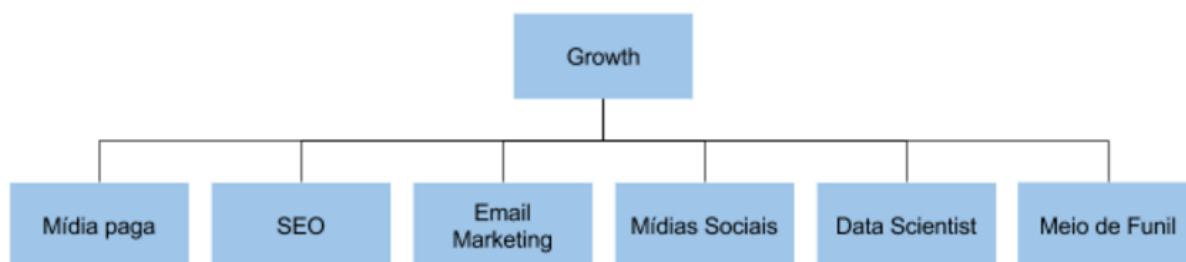 Growth
Mídia paga
SEO
Email
Marketing
Mídias Sociais
Data Scientist
Meio de Funil